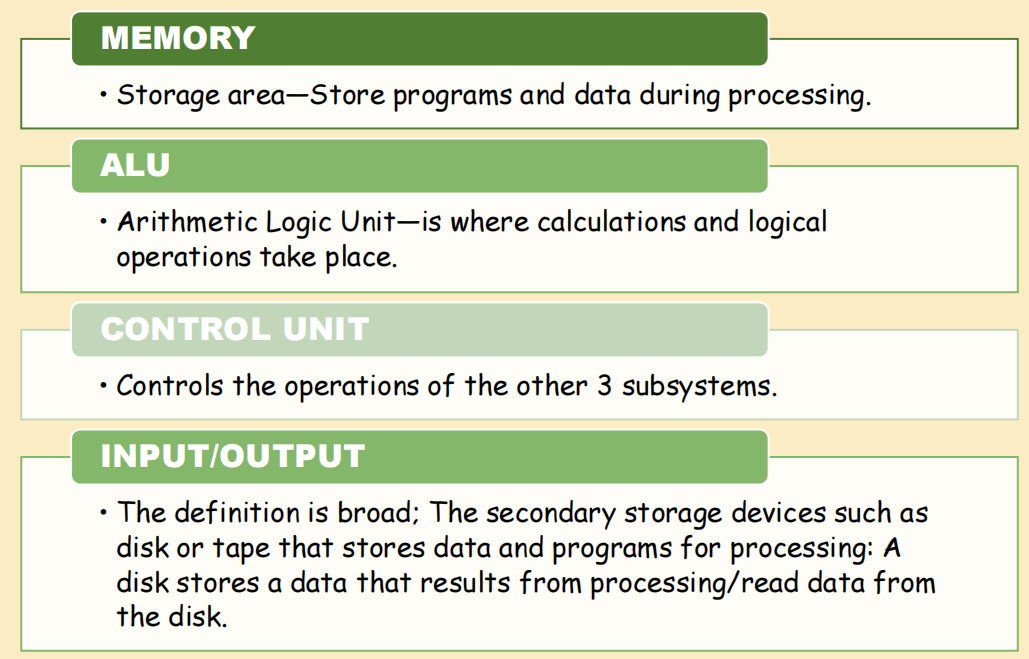 MEMORY
• Storage area—Store programs and data during processing.
ALU
• Arithmetic Logic Unit—is where calculations and logical
operations take place.
CONTROL UNIT
• Controls the operations of the other 3 subsystems.
INPUT/OUTPUT
• The definition is broad; The secondary storage devices such as
disk or tape that stores data and programs for processing: A
disk stores a data that results from processing/read data from
the disk.